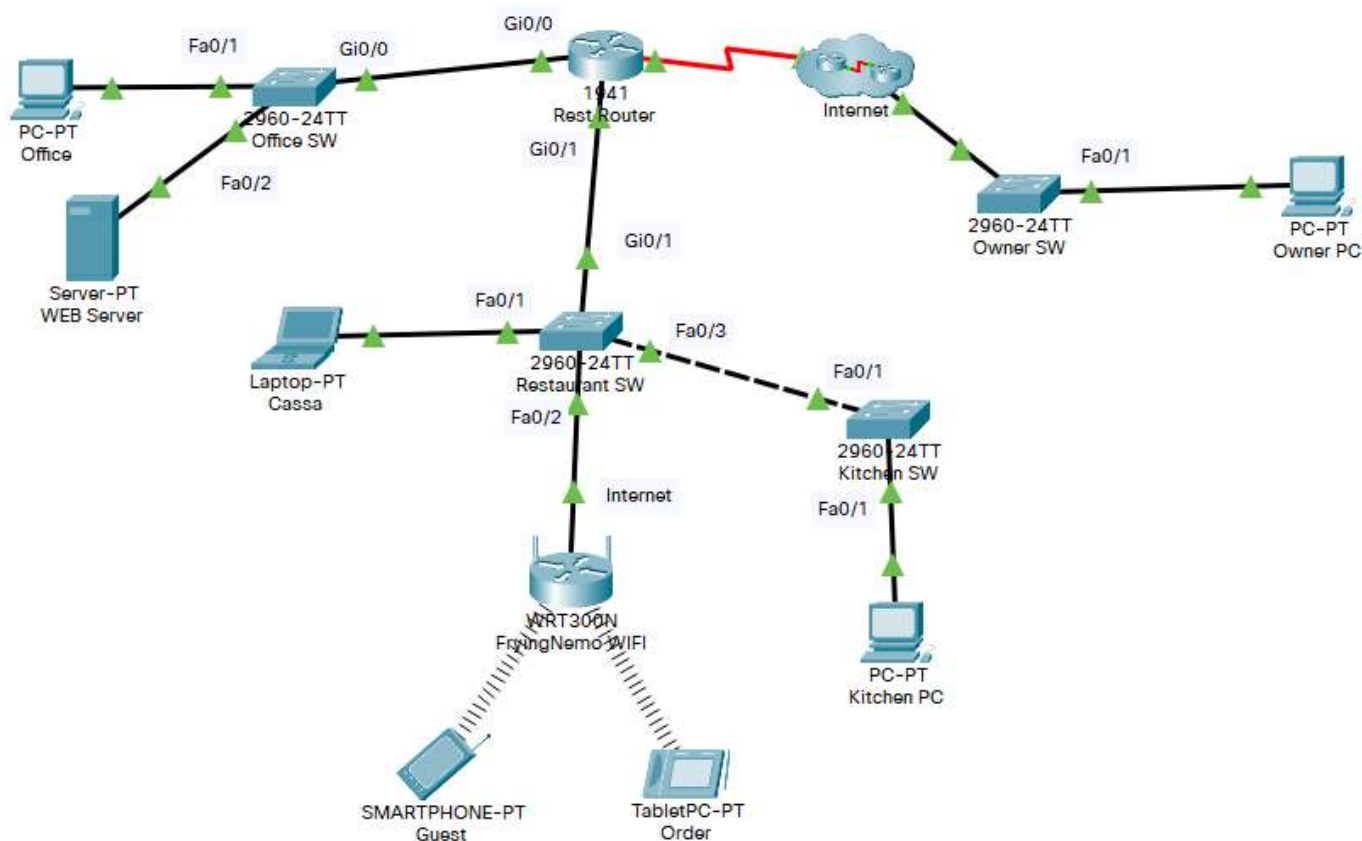 Gi0/0
Fa0/1
Gi0/0
1941
Rest Router
Internet
PC-PT
Office
2960-24TT
Office SW
Gi0/1
Fa0/1
Fa0/2
2960-24TT
Owner SW
PC-PT
Owner PC
Gi0/1
Server-PT
WEB Server
Fa0/1
Fa0/3
2960-24TT
Restaurant SW
Laptop-PT
Cassa
Fa0/1
Fa0/2
2960-24TT
Kitchen SW
Internet
Fa0/1
WRT300N
FryingNemo WIFI
PC-PT
Kitchen PC
SMARTPHONE-PT
Guest
TabletPC-PT
Order